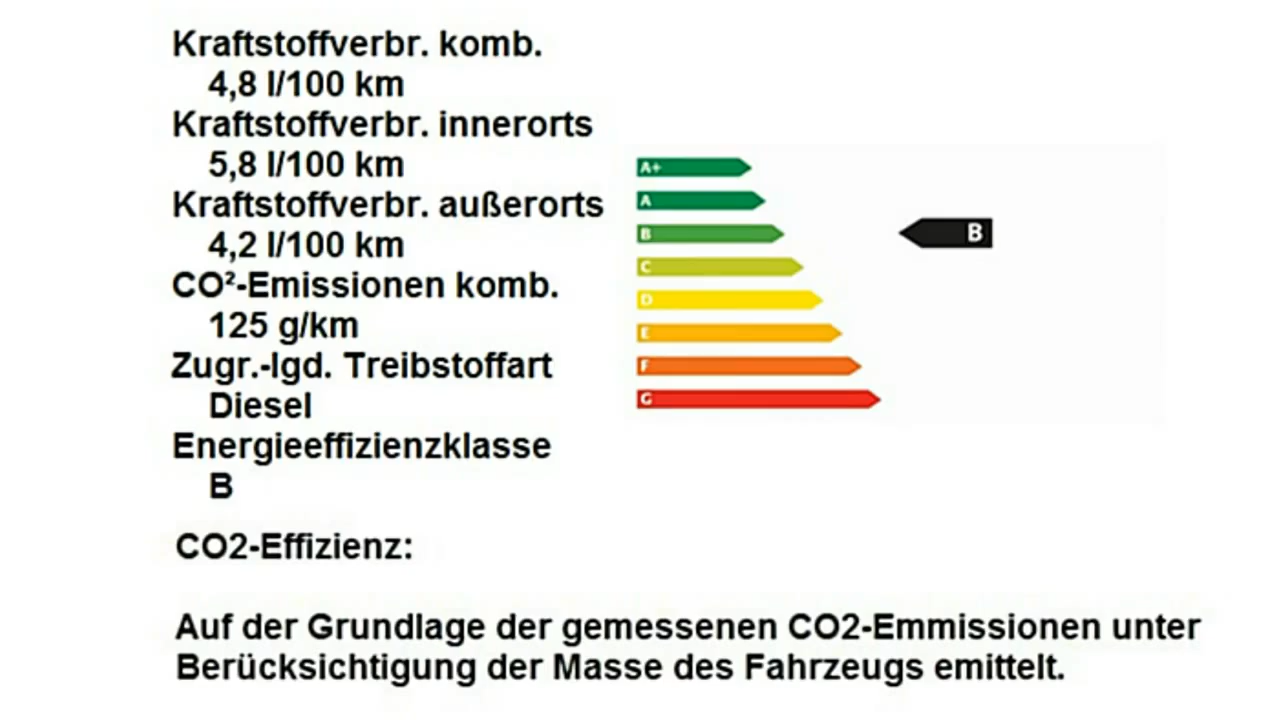 Kraftstoffverbr. komb.
4,8 l/100 km
Kraftstoffverbr. innerorts
5,8 l/100 km
Kraftstoffverbr. außerorts
4,2 l/100 km
CO²-Emissionen komb.
125 g/km
Zugr.-lgd. Treibstoffart
Diesel
Energieeffizienzklasse
B
A+
A
B
C
D
E
F
G
B
CO2-Effizienz:
Auf der Grundlage der gemessenen CO2-Emmissionen unter
Berücksichtigung der Masse des Fahrzeugs emittelt.